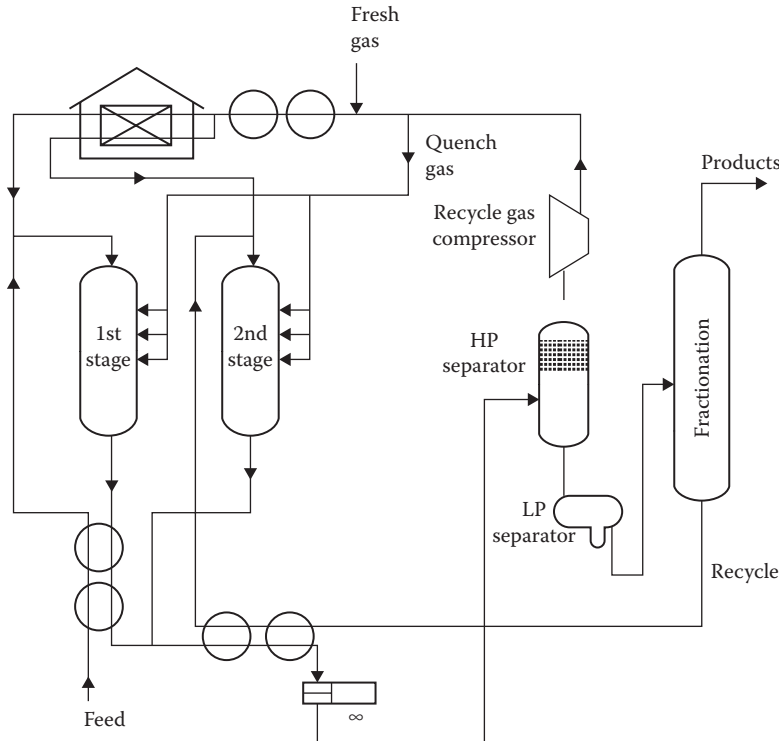 Fresh
gas
Quench
gas
Products
Recycle gas
compressor
1st
stage
2nd
stage
HP
separator
Fractionation
LP
separator
Recycle
Feed
∞